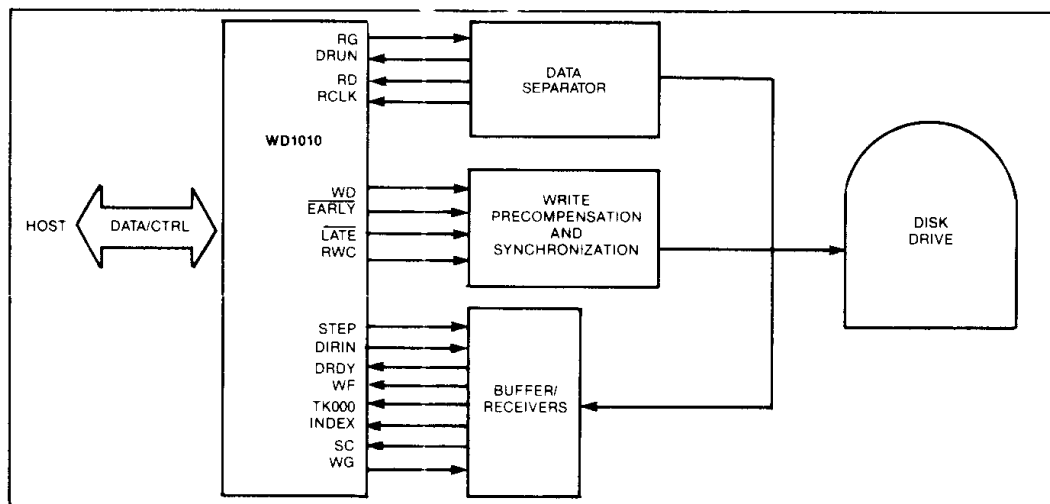 RG
DRUN
RD
RCLK
DATA
SEPARATOR
WD1010
WD
EARLY
LATE
RWC
WRITE
PRECOMPENSATION
AND
SYNCHRONIZATION
HOST
DATA/CTRL
DISK
DRIVE
STEP
DIRIN
DRDY
WF
TK000
INDEX
SC
WG
BUFFER/
RECEIVERS